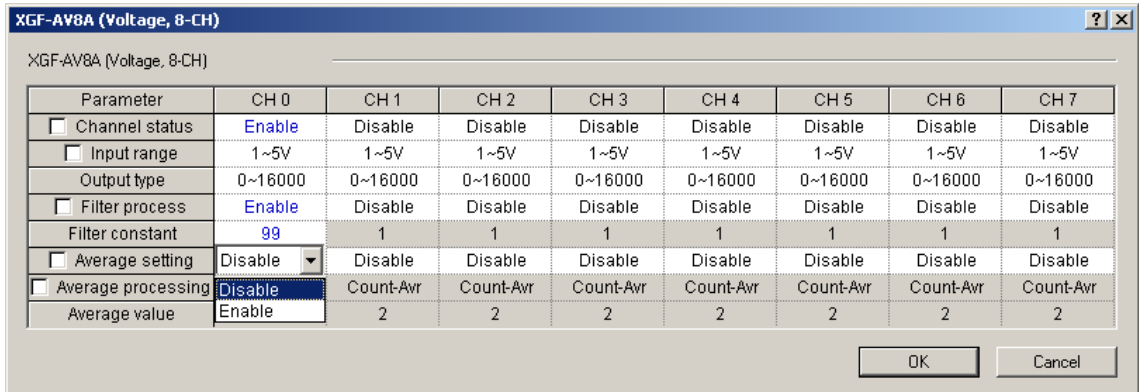 XGF-AV8A (Voltage, 8-CH)
XGF-AV8A (Voltage, 8-CH)
Parameter CH 0 CH 1 CH 2 CH 3 CH 4 CH 5 CH 6 CH 7
Channel status Enable Disable Disable Disable Disable Disable Disable Disable
Input range 1~5V 1~5V 1~5V 1~5V 1~5V 1~5V 1~5V 1~5V
Output type 0~16000 0~16000 0~16000 0~16000 0~16000 0~16000 0~16000 0~16000
Filter process Enable Disable Disable Disable Disable Disable Disable Disable
Filter constant 99 1 1 1 1 1 1 1
Average setting Disable Disable Disable Disable Disable Disable Disable Disable
Average processing Disable Count-Avr Count-Avr Count-Avr Count-Avr Count-Avr Count-Avr Count-Avr
Average value Enable 2 2 2 2 2 2 2
OK Cancel